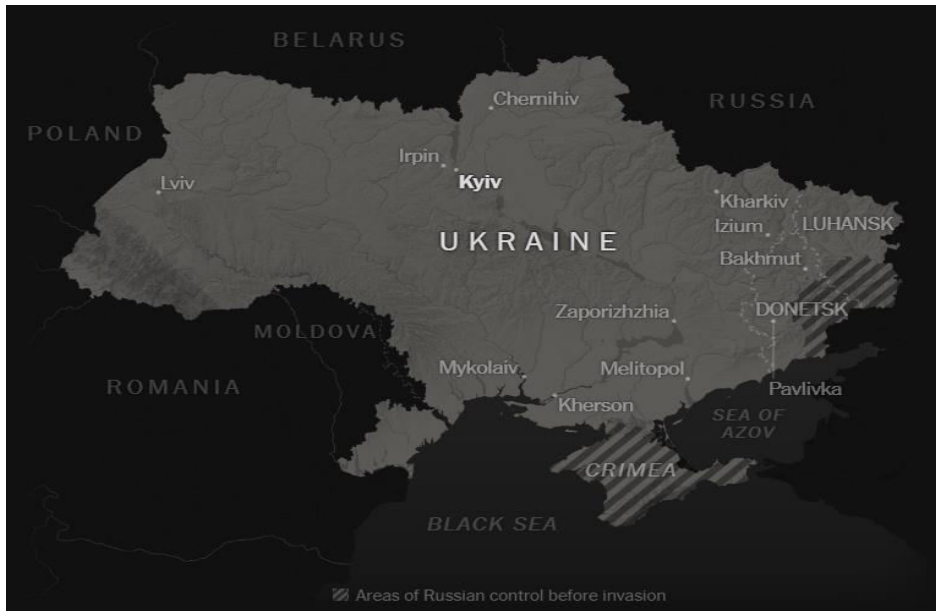 BELARUS
Chernihiv
RUSSIA
POLAND
Irpin
Kyiv
Lviv
Kharkiv
Izium
LUHANSK
UKRAINE
Bakhmut
Zaporizhzhia
DONETSK
MOLDOVA
Mykolaiv
Melitopol
ROMANIA
Pavlivka
Kherson
SEA OF
AZOV
CRIMEA
BLACK SEA
Areas of Russian control before invasion